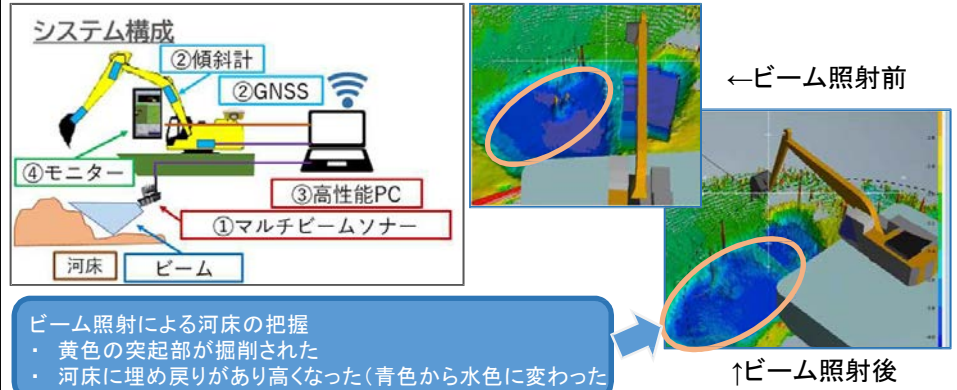 システム構成
②傾斜計
②GNSS
④モニター
③高性能PC
①マルチビームソナー
河床
ビーム
←ビーム照射前
↑ビーム照射後
ビーム照射による河床の把握
・ 黄色の突起部が掘削された
・ 河床に埋め戻りがあり高くなった(青色から水色に変わった